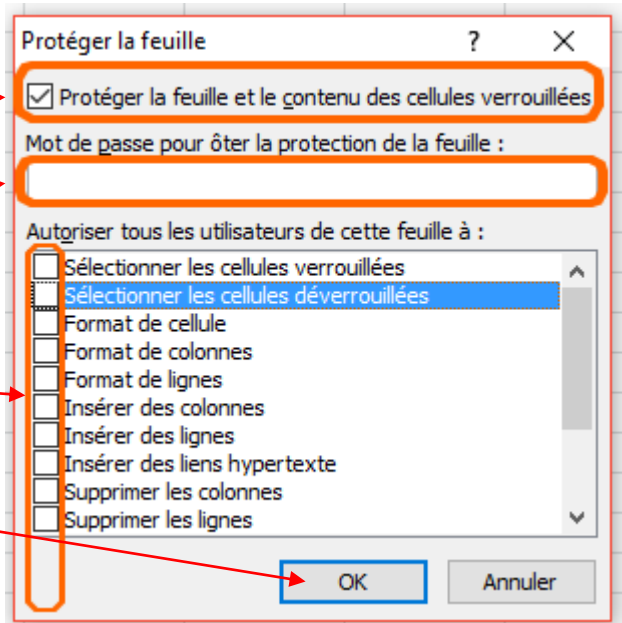 Protéger la feuille ?
Protéger la feuille et le contenu des cellules verrouillées
Mot de passe pour ôter la protection de la feuille :
Autoriser tous les utilisateurs de cette feuille à :
Sélectionner les cellules verrouillées
Sélectionner les cellules déverrouillées
Format de cellule
Format de colonnes
Format de lignes
Insérer des colonnes
Insérer des lignes
Insérer des liens hypertexte
Supprimer les colonnes
Supprimer les lignes
OK Annuler